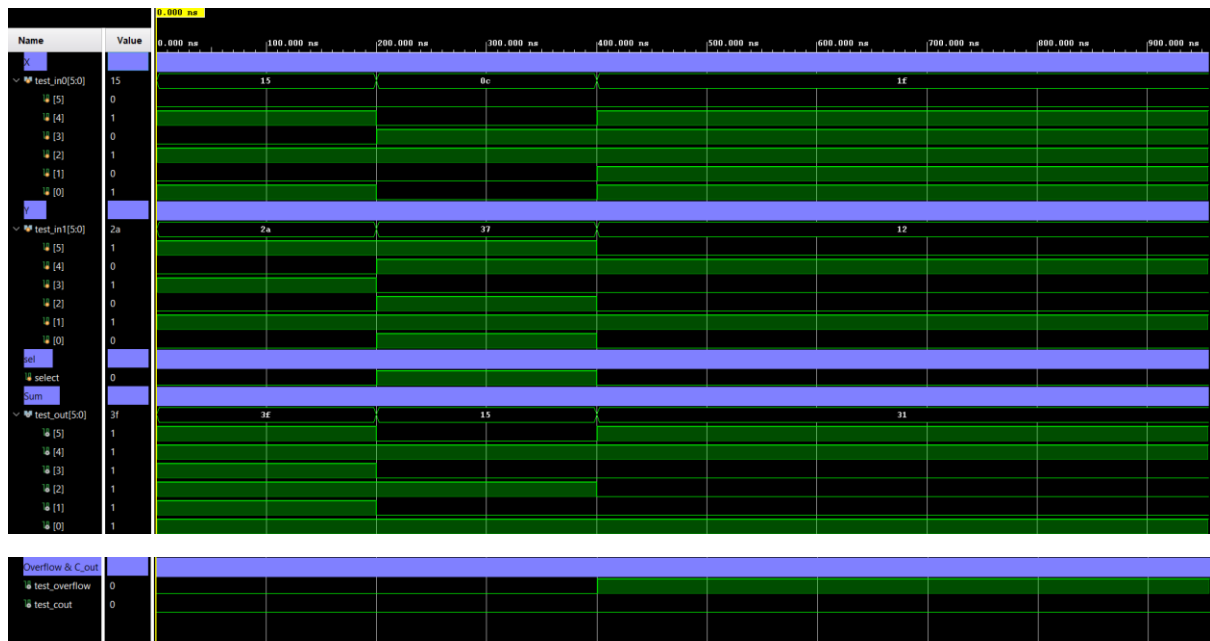 0.000 ns
Name Value 0.000 ns 100.000 ns 200.000 ns 300.000 ns 400.000 ns 500.000 ns 600.000 ns 700.000 ns 800.000 ns 900.000 ns
X
test_in0[5:0] 15 15 0c 1f
[5] 0
[4] 1
[3] 0
[2] 1
[1] 0
[0] 1
Y
test_in1[5:0] 2a 2a 37 12
[5] 1
[4] 0
[3] 1
[2] 0
[1] 1
[0] 0
sel
select 0
Sum
test_out[5:0] 3f 3f 15 31
[5] 1
[4] 1
[3] 1
[2] 1
[1] 1
[0] 1
Overflow & C_out
test_overflow 0
test_cout 0